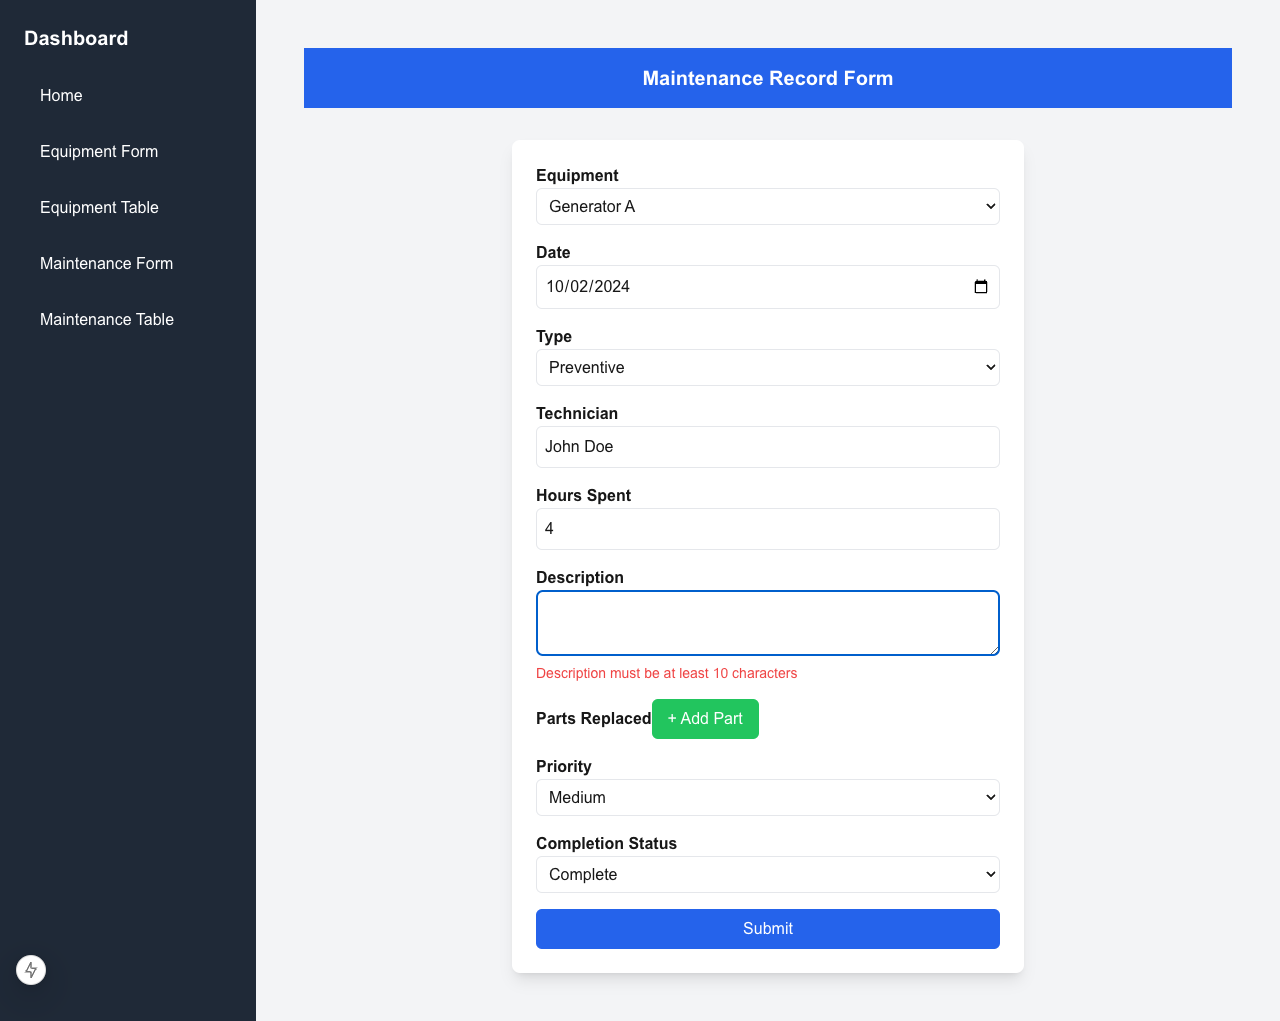 Dashboard
Home
Equipment Form
Equipment Table
Maintenance Form
Maintenance Table
Maintenance Record Form
Equipment
Generator A
Date
10/02/2024
Type
Preventive
Technician
John Doe
Hours Spent
4
Description
Description must be at least 10 characters
Parts Replaced + Add Part
Priority
Medium
Completion Status
Complete
Submit